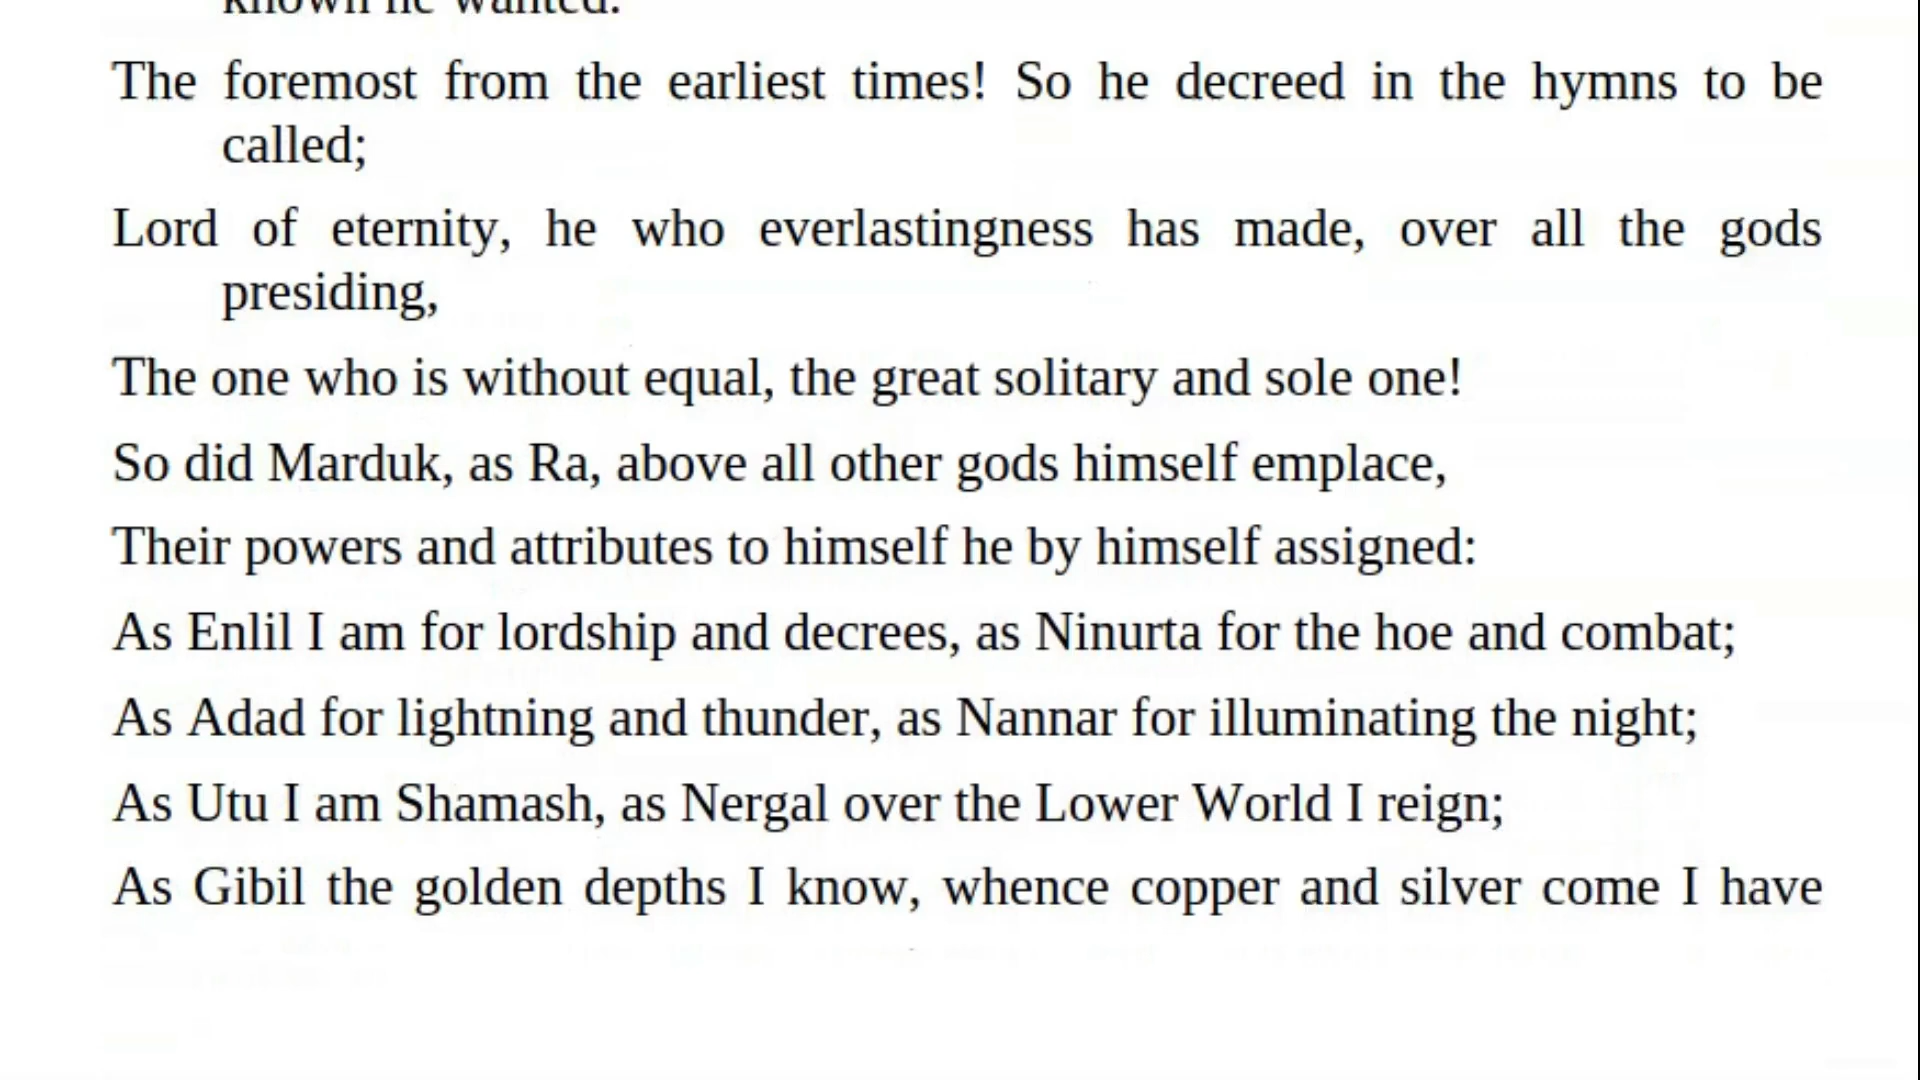 known he wanted.
The foremost from the earliest times! So he decreed in the hymns to be
called;
Lord of eternity, he who everlastingness has made, over all the gods
presiding,
The one who is without equal, the great solitary and sole one!
So did Marduk, as Ra, above all other gods himself emplace,
Their powers and attributes to himself he by himself assigned:
As Enlil I am for lordship and decrees, as Ninurta for the hoe and combat;
As Adad for lightning and thunder, as Nannar for illuminating the night;
As Utu I am Shamash, as Nergal over the Lower World I reign;
As Gibil the golden depths I know, whence copper and silver come I have